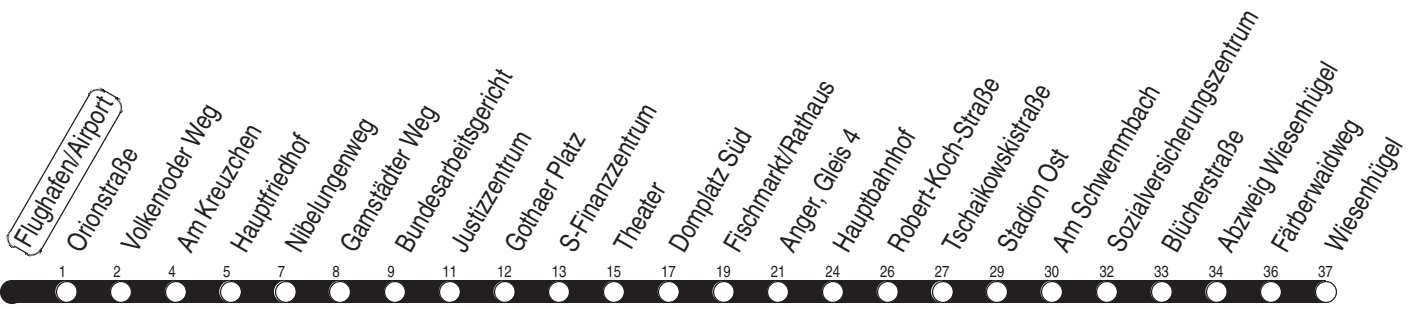 Flughafen/Airport
Orionstraße
Volkenroder Weg
Am Kreuzchen
Hauptfriedhof
Nibelungenweg
Gamstädter Weg
Bundesarbeitsgericht
Justizzentrum
Gothaer Platz
S-Finanzzentrum
Theater
Domplatz Süd
Fischmarkt/Rathaus
Anger, Gleis 4
Hauptbahnhof
Robert-Koch-Straße
Tschaikowskistraße
Stadion Ost
Am Schwemmbach
Sozialversicherungszentrum
Blücherstraße
Abzweig Wiesenhügel
Färberwaidweg
Wiesenhügel
1 2 4 5 7 8 9 11 12 13 15 17 19 21 24 26 27 29 30 32 33 34 36 37